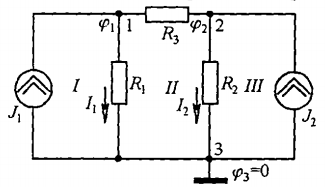 φ₁ 1 R₃ φ₂ 2
J₁ I I₁ R₁ II I₂ R₂ III J₂
3
φ₃=0